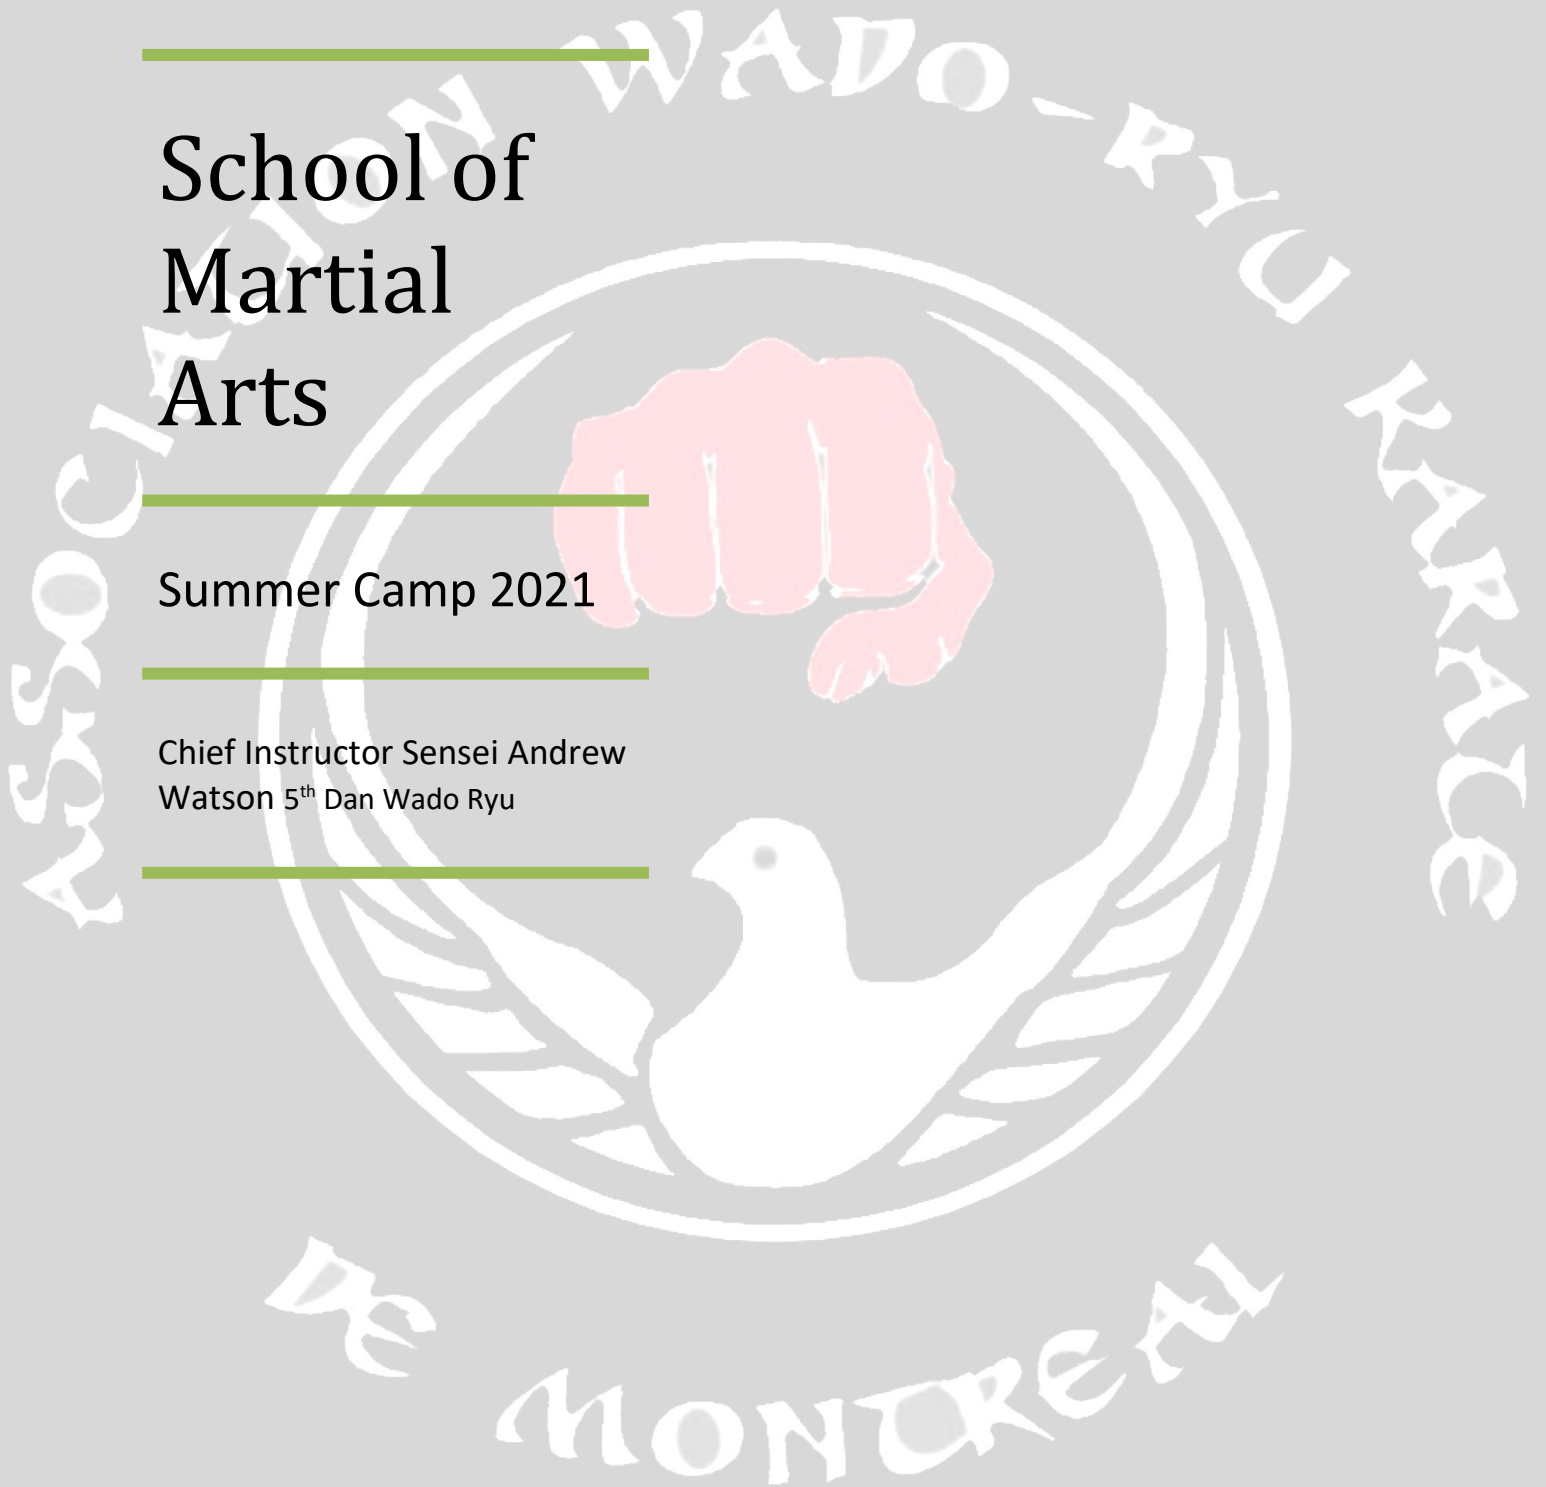 ASSOCIATION WADO-RYU KARATE
School of
Martial
Arts
Summer Camp 2021
Chief Instructor Sensei Andrew
Watson 5th Dan Wado Ryu
DE MONTREAL